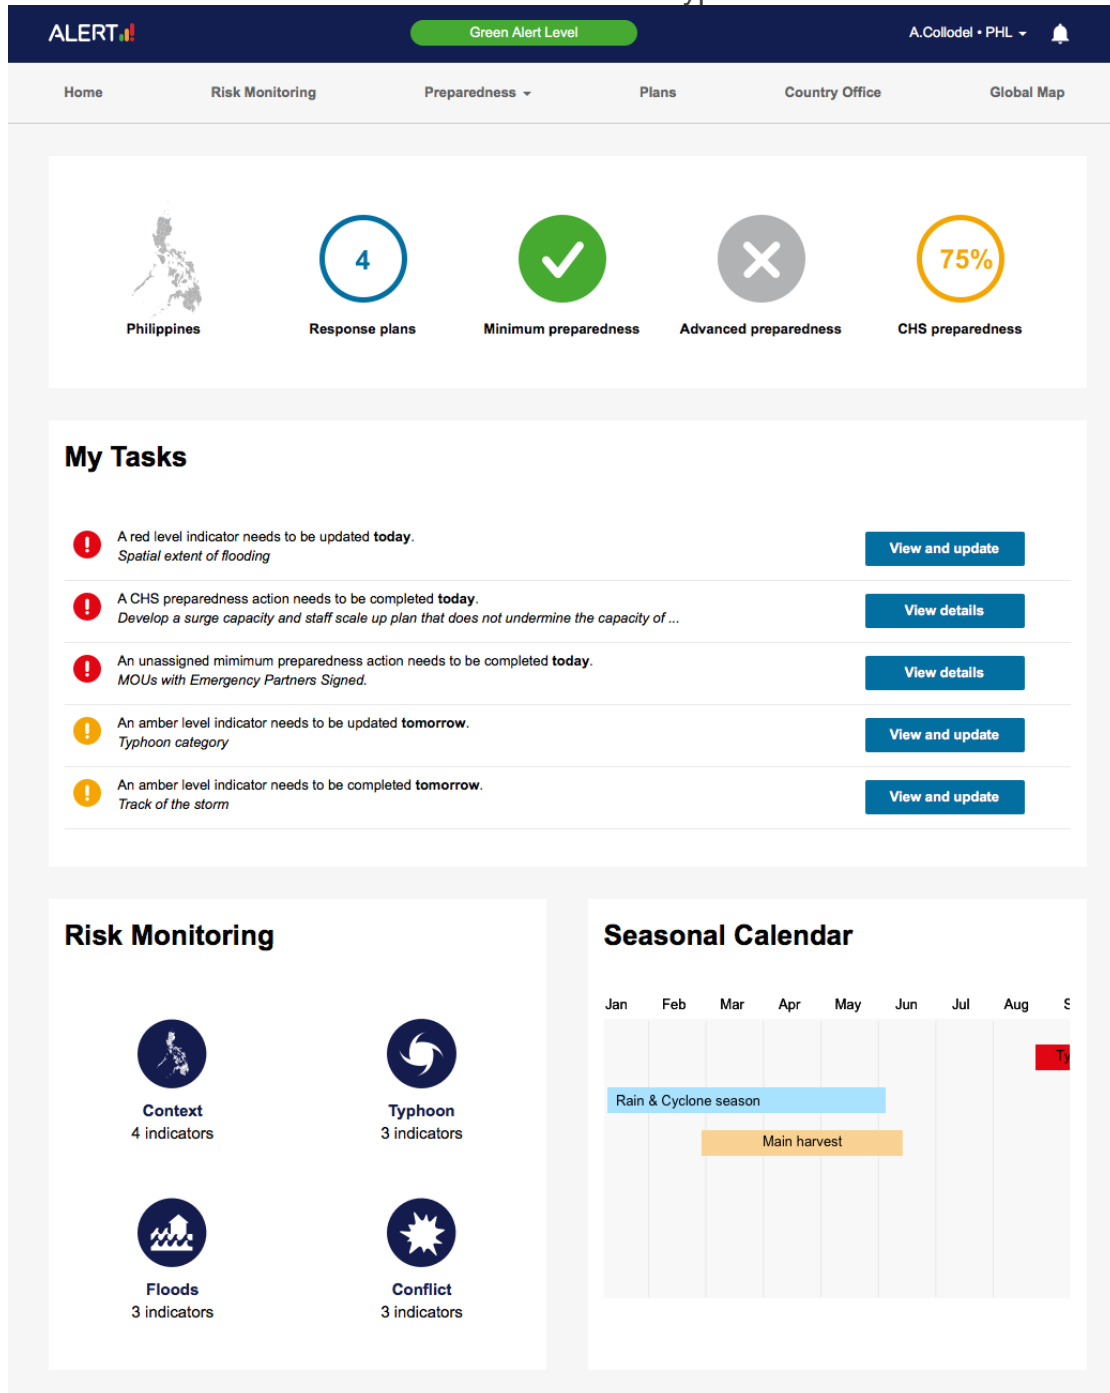 ALERT
Green Alert Level
A.Collodel • PHL
Home
Risk Monitoring
Preparedness
Plans
Country Office
Global Map
4
75%
Philippines
Response plans
Minimum preparedness
Advanced preparedness
CHS preparedness
My Tasks
A red level indicator needs to be updated today.
Spatial extent of flooding
View and update
A CHS preparedness action needs to be completed today.
Develop a surge capacity and staff scale up plan that does not undermine the capacity of ...
View details
An unassigned mimimum preparedness action needs to be completed today.
MOUs with Emergency Partners Signed.
View details
An amber level indicator needs to be updated tomorrow.
Typhoon category
View and update
An amber level indicator needs to be completed tomorrow.
Track of the storm
View and update
Risk Monitoring
Context
4 indicators
Typhoon
3 indicators
Floods
3 indicators
Conflict
3 indicators
Seasonal Calendar
Jan Feb Mar Apr May Jun Jul Aug S
Ty
Rain & Cyclone season
Main harvest